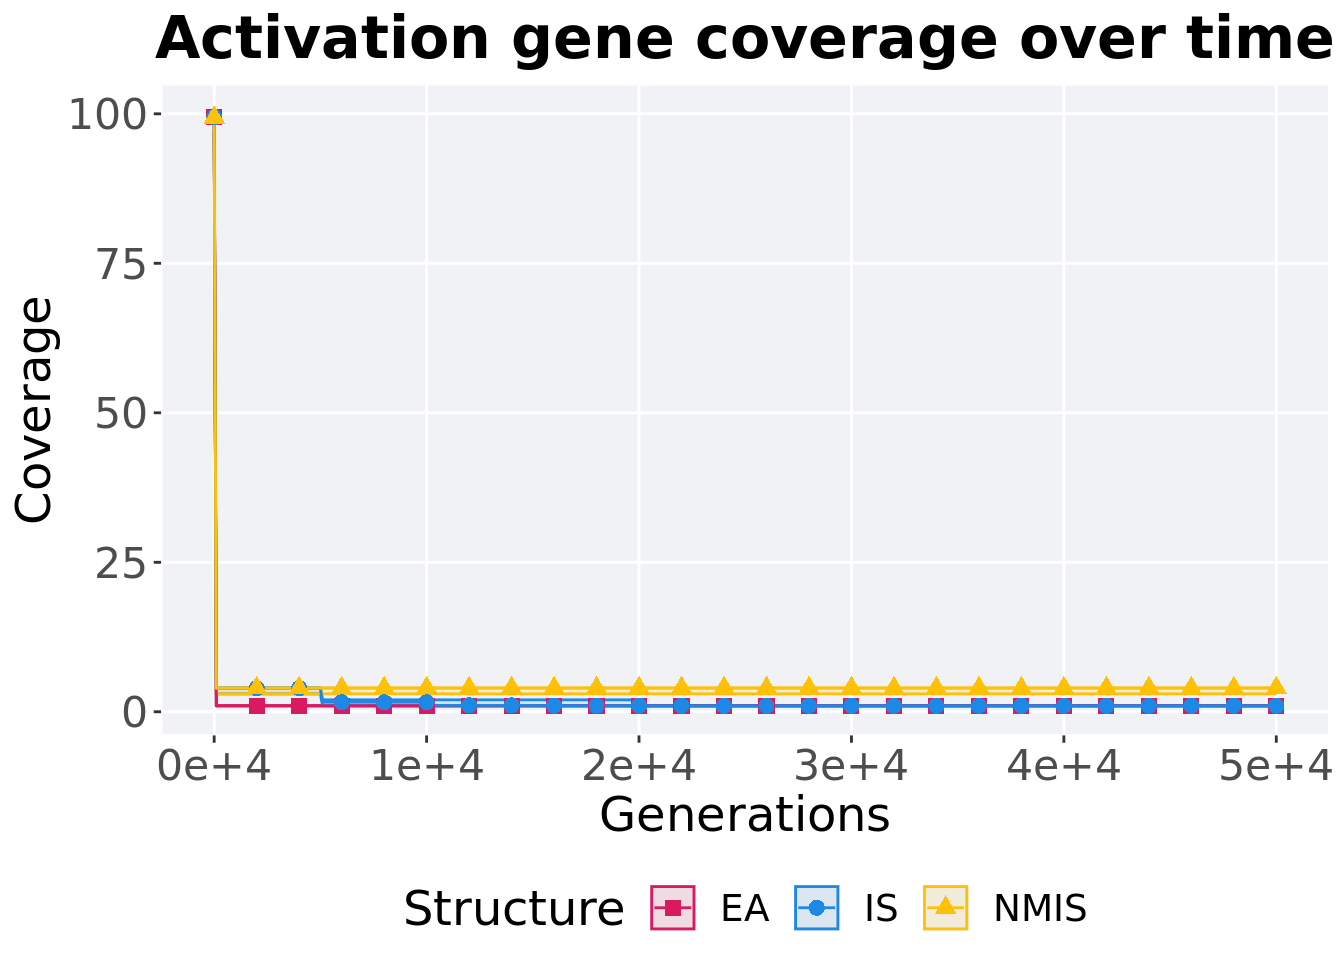 Activation gene coverage over time
100
75
50
25
0
Coverage
0e+4 1e+4 2e+4 3e+4 4e+4 5e+4
Generations
Structure EA IS NMIS